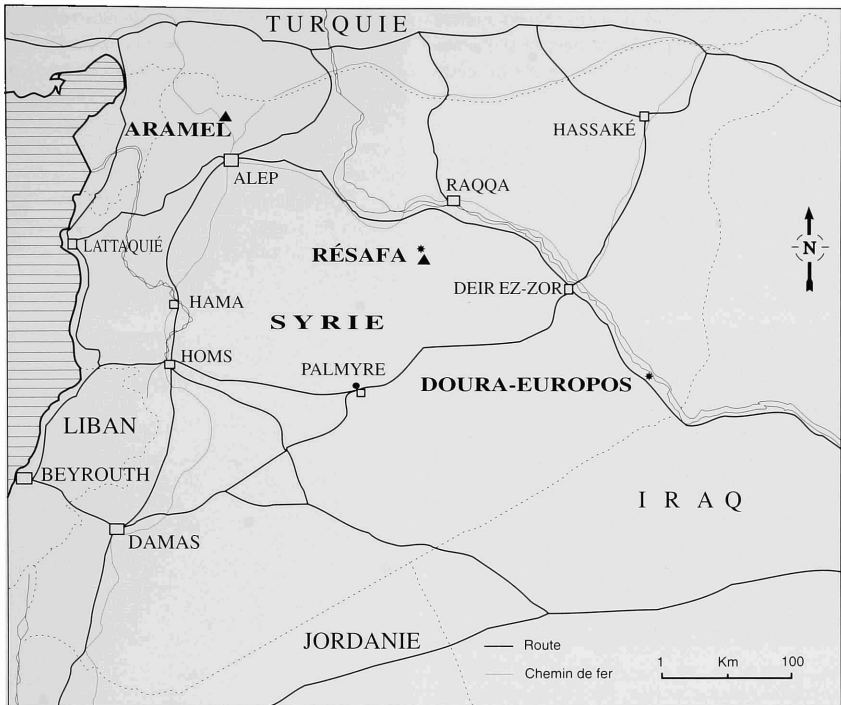 TURQUIE
ARAMEL
HASSAKÉ
ALEP
RAQQA
LATTAQUIÉ
RÉSAFA
N
DEIR EZ-ZOR
HAMA
SYRIE
HOMS
PALMYRE
DOURA-EUROPOS
LIBAN
BEYROUTH
IRAQ
DAMAS
JORDANIE
Route
1 Km 100
Chemin de fer